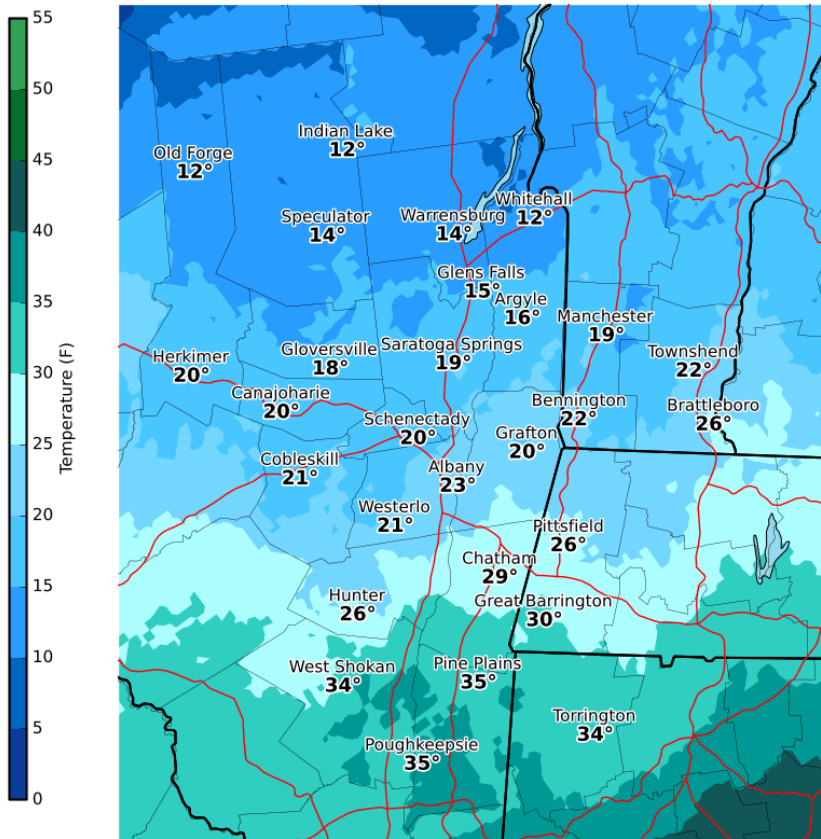 55
50
45
40
35
30
25
20
15
10
5
0
Temperature (F)
Indian Lake
12°
Old Forge
12°
Whitehall
12°
Speculator
14°
Warrensburg
14°
Glens Falls
15°
Argyle
16°
Manchester
19°
Saratoga Springs
19°
Gloversville
18°
Herkimer
20°
Townshend
22°
Canajoharie
20°
Bennington
22°
Brattleboro
26°
Schenectady
20°
Grafton
20°
Cobleskill
21°
Albany
23°
Westerlo
21°
Pittsfield
26°
Chatham
29°
Hunter
26°
Great Barrington
30°
West Shokan
34°
Pine Plains
35°
Torrington
34°
Poughkeepsie
35°